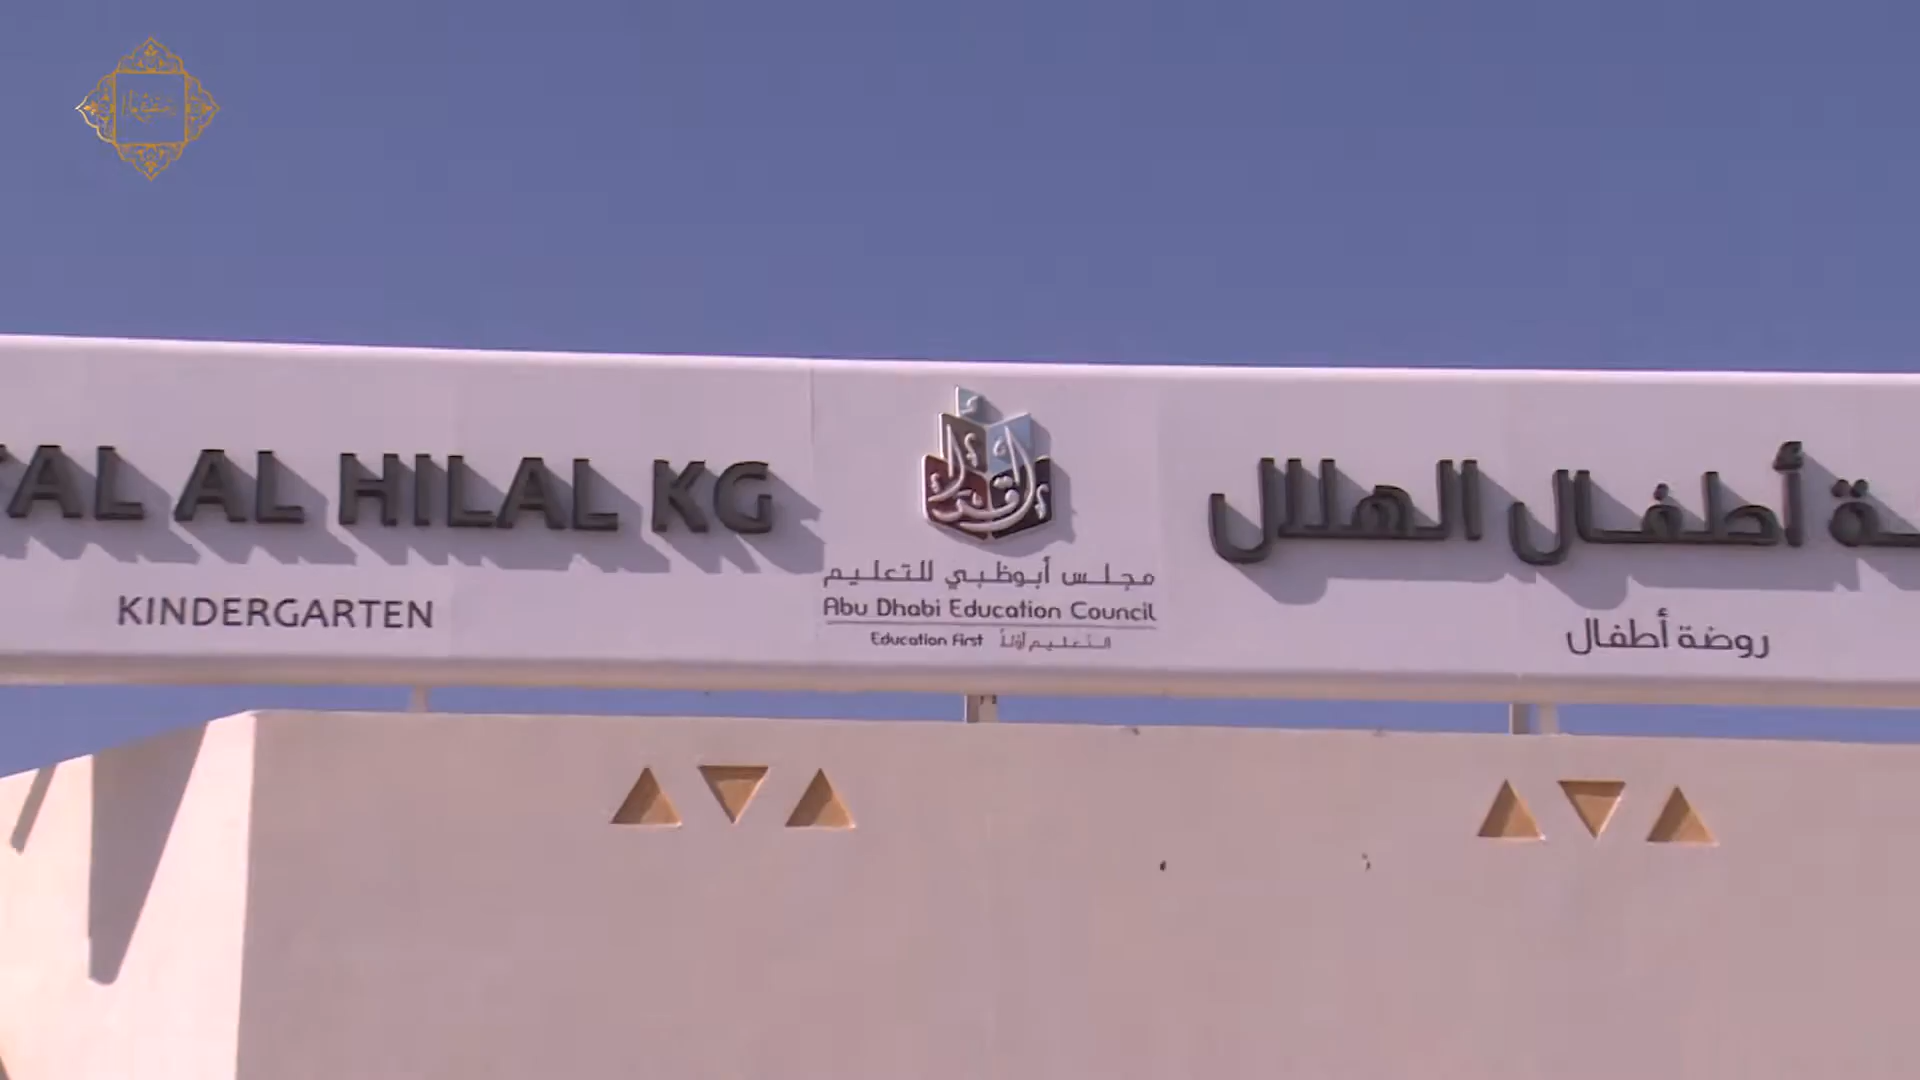 AL AL HILAL KG
KINDERGARTEN
مجلس أبوظبي للتعليم
Abu Dhabi Education Council
Education First التعليم أولاً
أطفال الهلال
روضة أطفال